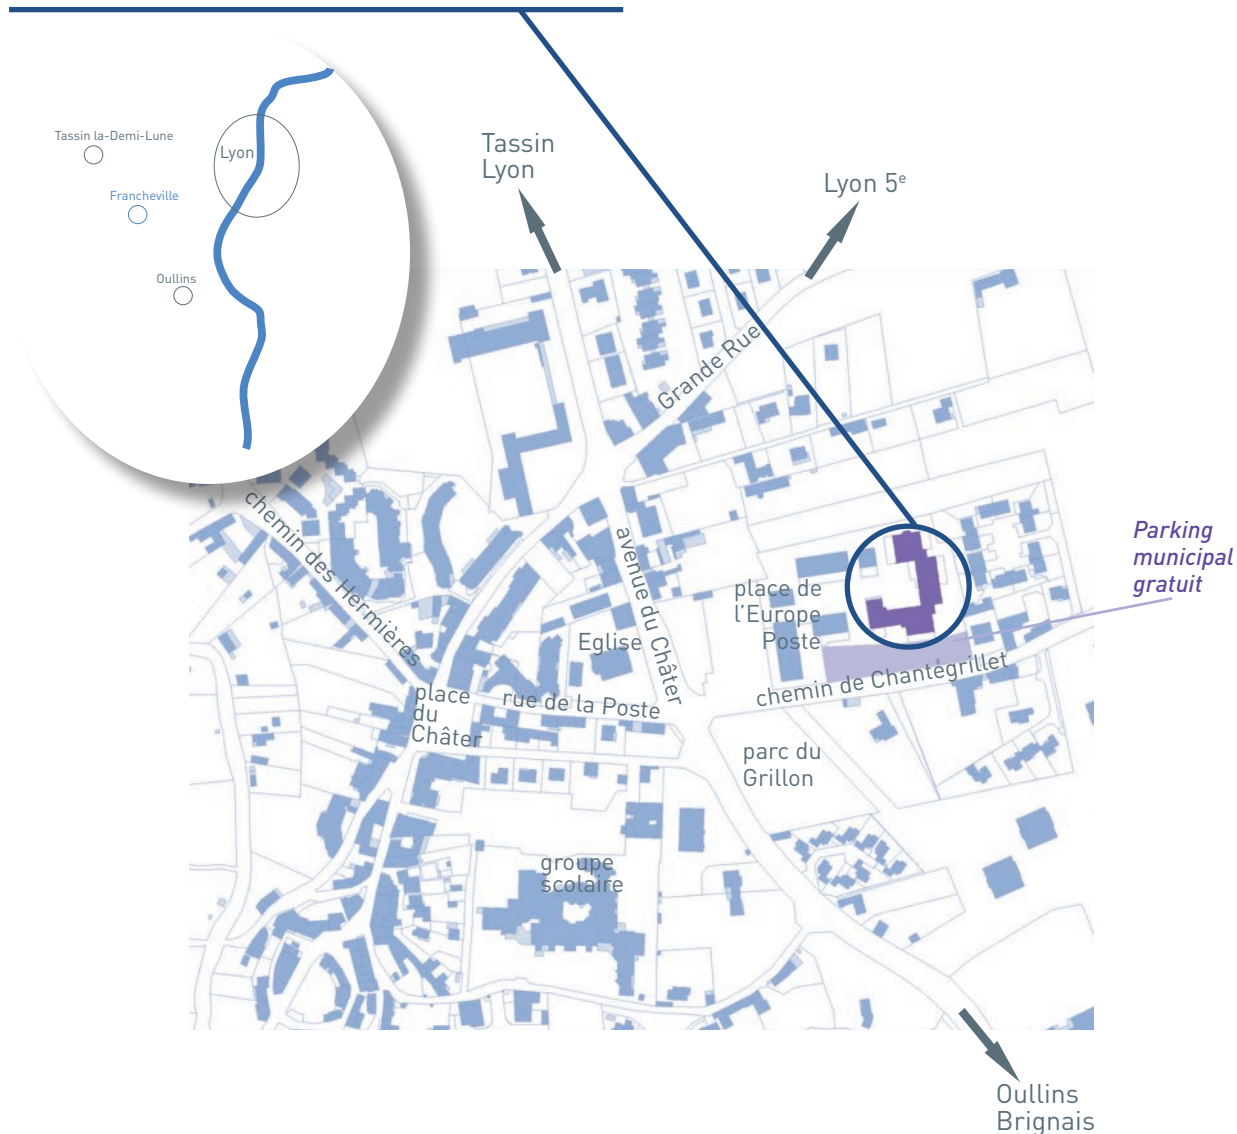 Tassin la-Demi-Lune
Lyon
Francheville
Oullins
Tassin
Lyon
Lyon 5e
Grande Rue
chemin des Hermières
avenue du Châter
Parking
municipal
gratuit
place de
l'Europe
Poste
Eglise
chemin de Chantegrillet
place
du
Châter
rue de la Poste
parc du
Grillon
groupe
scolaire
Oullins
Brignais